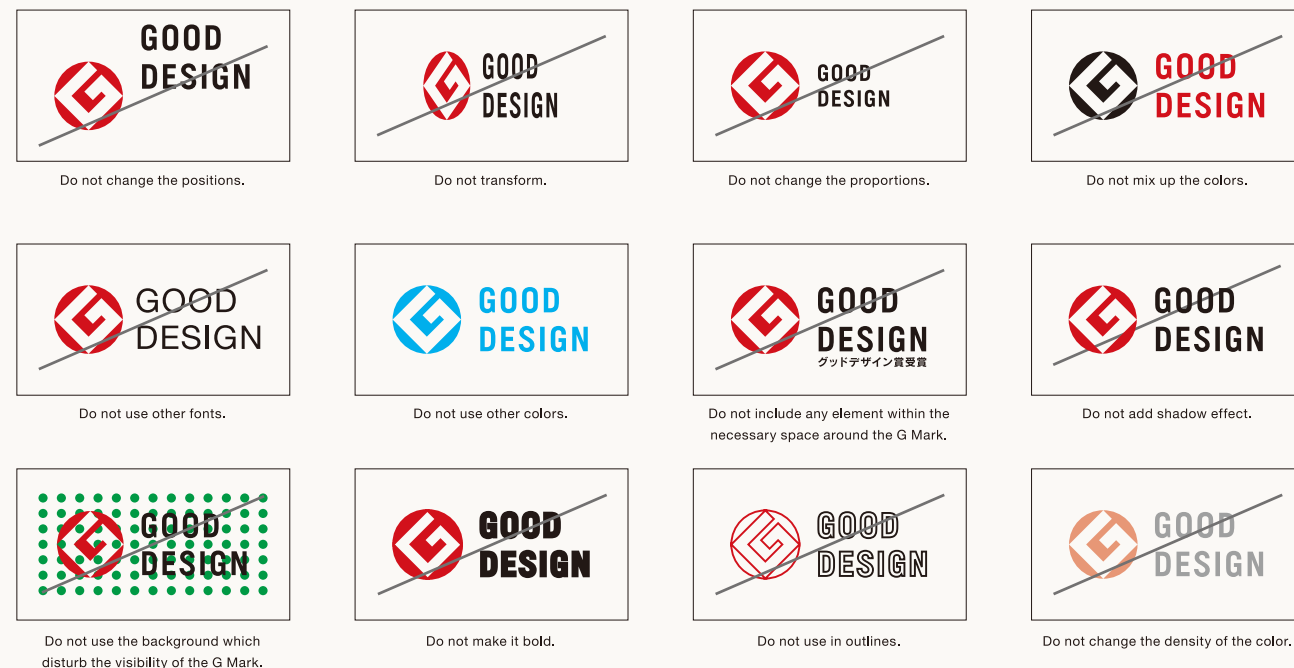 GOOD
DESIGN
Do not change the positions.
GOOD
DESIGN
Do not transform.
GOOD
DESIGN
Do not change the proportions.
GOOD
DESIGN
Do not mix up the colors.
GOOD
DESIGN
Do not use other fonts.
GOOD
DESIGN
Do not use other colors.
GOOD
DESIGN
グッドデザイン賞受賞
Do not include any element within the
necessary space around the G Mark.
GOOD
DESIGN
Do not add shadow effect.
GOOD
DESIGN
Do not use the background which
disturb the visibility of the G Mark.
GOOD
DESIGN
Do not make it bold.
GOOD
DESIGN
Do not use in outlines.
GOOD
DESIGN
Do not change the density of the color.